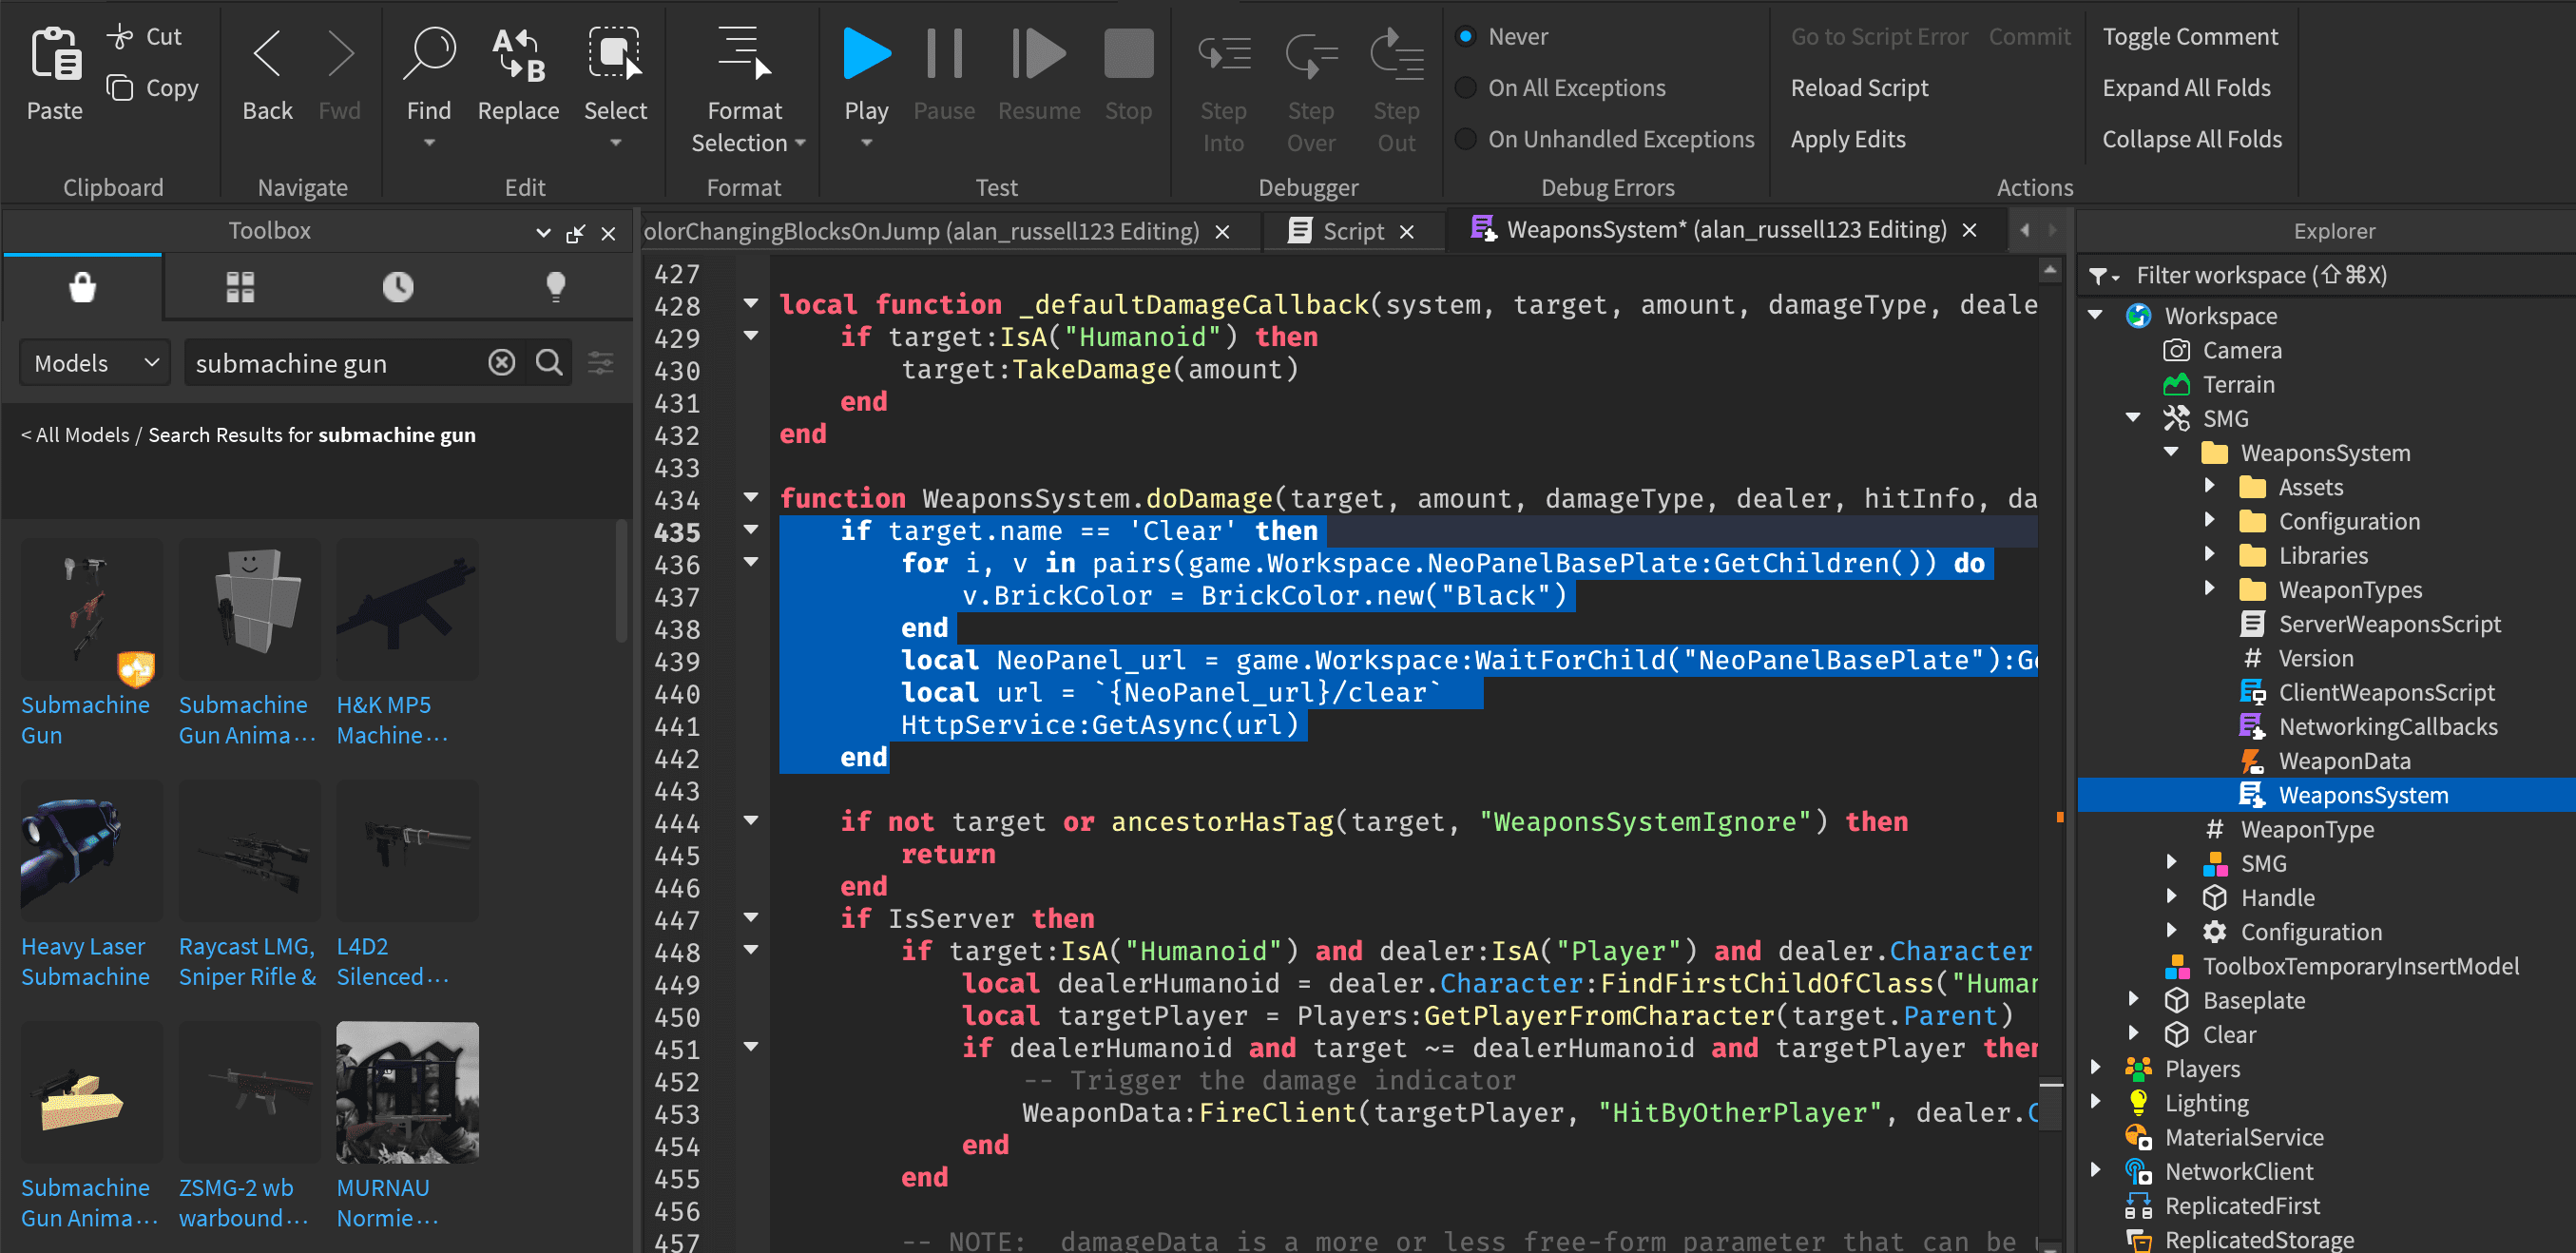 Paste
Cut
Copy
Clipboard
Back
Fwd
Navigate
Find
Replace
Select
Edit
Format
Selection
Format
Play
Pause
Resume
Stop
Test
Step
Into
Step
Over
Step
Out
Debugger
Never
On All Exceptions
On Unhandled Exceptions
Debug Errors
Go to Script Error
Commit
Reload Script
Apply Edits
Toggle Comment
Expand All Folds
Collapse All Folds
Actions
Toolbox
Models
submachine gun
< All Models / Search Results for submachine gun
Submachine
Gun
Submachine
Gun Anima...
H&K MP5
Machine...
Heavy Laser
Submachine
Raycast LMG,
Sniper Rifle &
L4D2
Silenced...
Submachine
Gun Anima...
ZSMG-2 wb
warbound...
MURNAU
Normie...
olorChangingBlocksOnJump (alan_russell123 Editing)
Script
WeaponsSystem* (alan_russell123 Editing)
427
428 local function _defaultDamageCallback(system, target, amount, damageType, deale
429 if target:IsA("Humanoid") then
430 target:TakeDamage(amount)
431 end
432 end
433
434 function WeaponsSystem.doDamage(target, amount, damageType, dealer, hitInfo, da
435 if target.name == 'Clear' then
436 for i, v in pairs(game.Workspace.NeoPanelBasePlate:GetChildren()) do
437 v.BrickColor = BrickColor.new("Black")
438 end
439 local NeoPanel_url = game.Workspace:WaitForChild("NeoPanelBasePlate"):Ge
440 local url = `{NeoPanel_url}/clear`
441 HttpService:GetAsync(url)
442 end
443
444 if not target or ancestorHasTag(target, "WeaponsSystemIgnore") then
445 return
446 end
447 if IsServer then
448 if target:IsA("Humanoid") and dealer:IsA("Player") and dealer.Character
449 local dealerHumanoid = dealer.Character:FindFirstChildOfClass("Human
450 local targetPlayer = Players:GetPlayerFromCharacter(target.Parent)
451 if dealerHumanoid and target ~= dealerHumanoid and targetPlayer then
452 -- Trigger the damage indicator
453 WeaponData:FireClient(targetPlayer, "HitByOtherPlayer", dealer.C
454 end
455 end
456
457 -- NOTE: damageData is a more or less free-form parameter that can be
Explorer
Filter workspace (⇧⌘X)
Workspace
Camera
Terrain
SMG
WeaponsSystem
Assets
Configuration
Libraries
WeaponTypes
ServerWeaponsScript
# Version
ClientWeaponsScript
NetworkingCallbacks
WeaponData
WeaponsSystem
# WeaponType
SMG
Handle
Configuration
ToolboxTemporaryInsertModel
Baseplate
Clear
Players
Lighting
MaterialService
NetworkClient
ReplicatedFirst
ReplicatedStorage